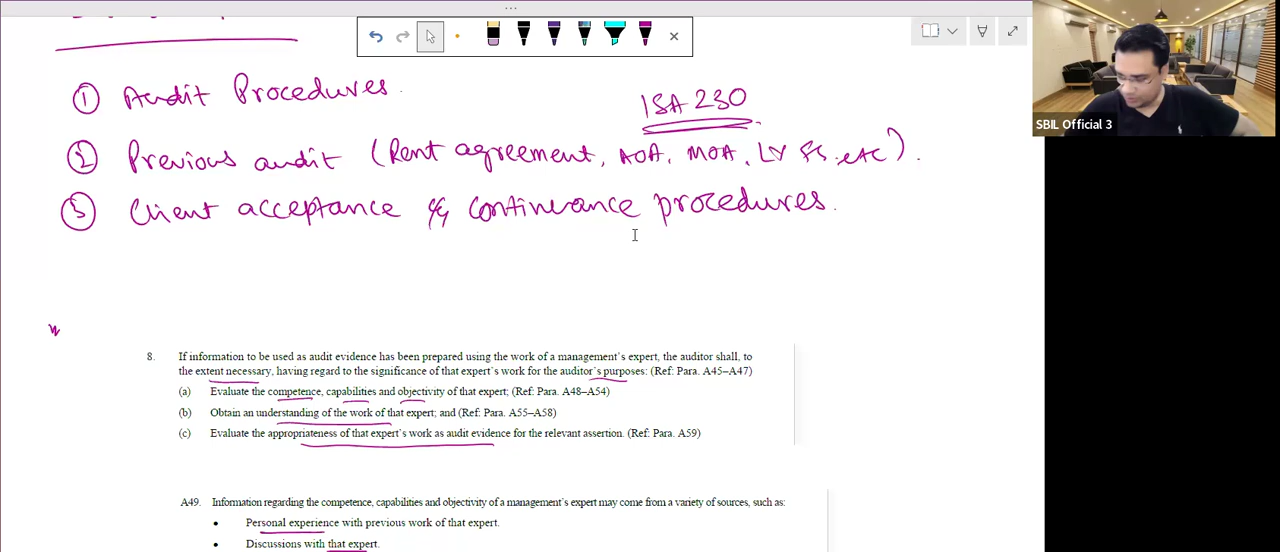 ① Audit Procedures.
ISA 230
② Previous audit (Rent agreement, AOA, MOA, LY FS. etc).
③ Client acceptance & continuance procedures.
8. If information to be used as audit evidence has been prepared using the work of a management's expert, the auditor shall, to
the extent necessary, having regard to the significance of that expert's work for the auditor's purposes: (Ref: Para. A45–A47)
(a) Evaluate the competence, capabilities and objectivity of that expert; (Ref: Para. A48–A54)
(b) Obtain an understanding of the work of that expert; and (Ref: Para. A55–A58)
(c) Evaluate the appropriateness of that expert's work as audit evidence for the relevant assertion. (Ref: Para. A59)
A49. Information regarding the competence, capabilities and objectivity of a management's expert may come from a variety of sources, such as:
• Personal experience with previous work of that expert.
• Discussions with that expert.
SBIL Official 3